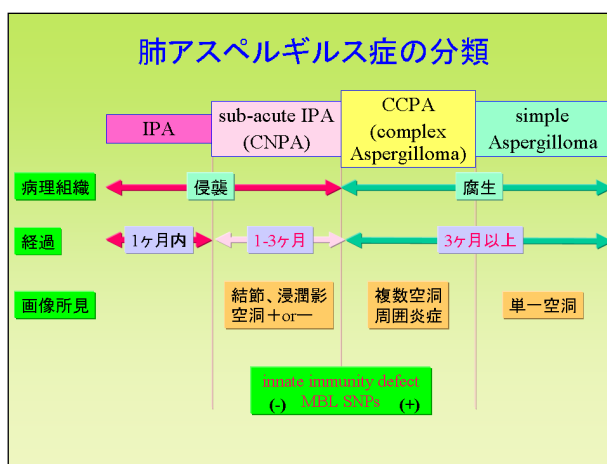 肺アスペルギルス症の分類
IPA
sub-acute IPA
(CNPA)
CCPA
(complex
Aspergilloma)
simple
Aspergilloma
病理組織
侵襲
腐生
経過
1ヶ月内
1-3ヶ月
3ヶ月以上
画像所見
結節、浸潤影
空洞＋or―
複数空洞
周囲炎症
単一空洞
innate immunity defect
(-) MBL SNPs (+)